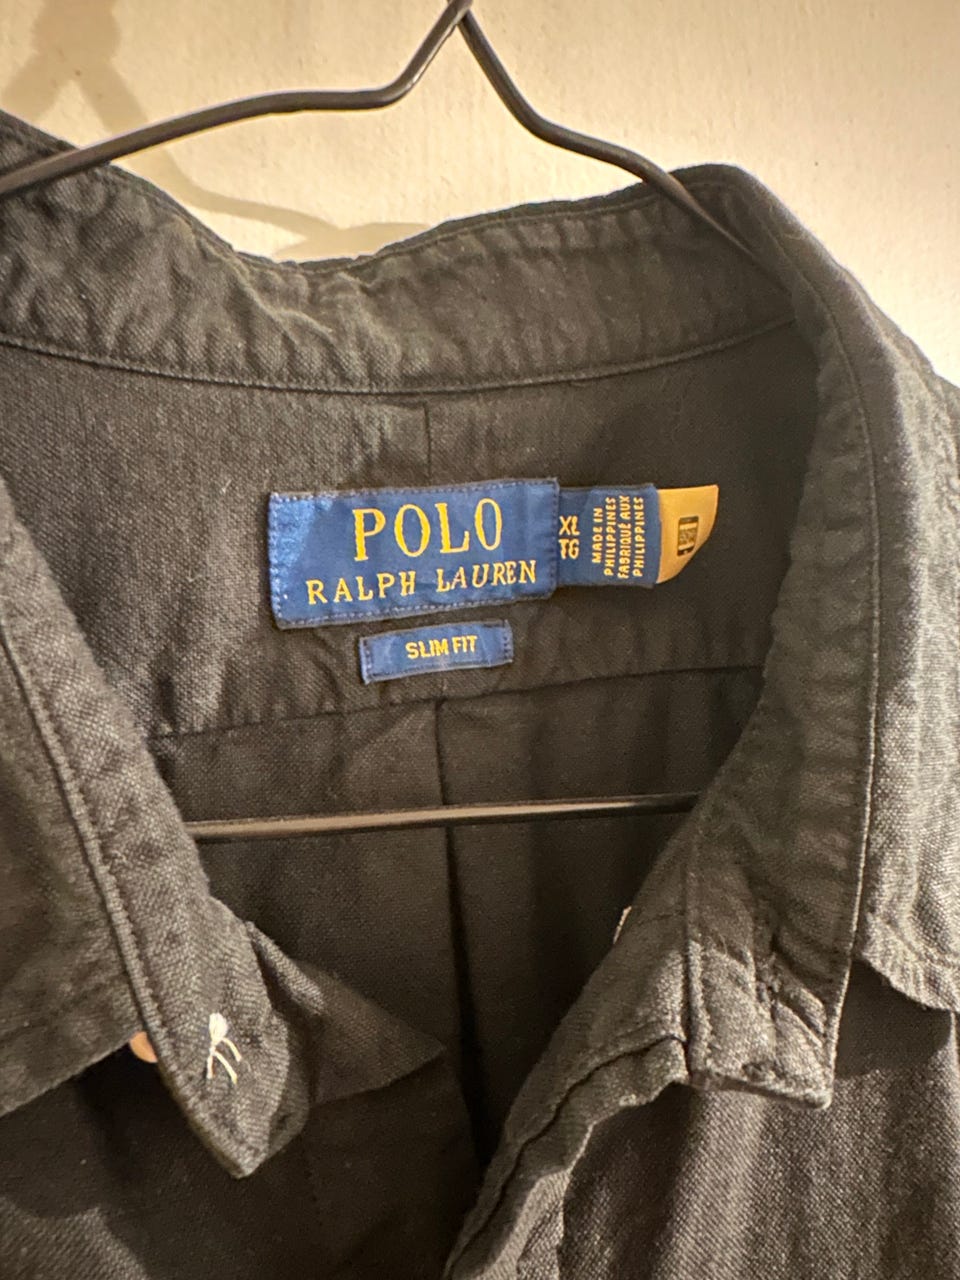 POLO
RALPH LAUREN
XL
TG
MADE IN
PHILIPPINES
FABRIQUÉ AUX
PHILIPPINES
SLIM FIT